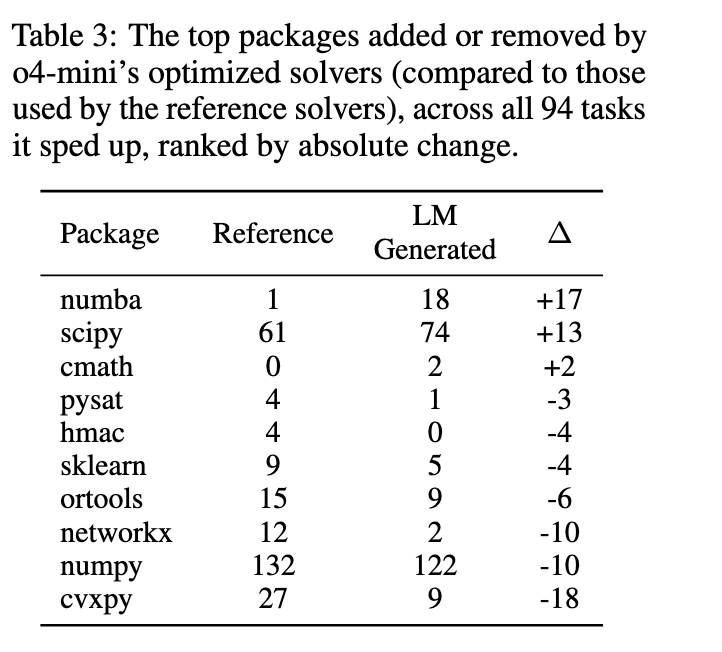 Table 3: The top packages added or removed by
o4-mini’s optimized solvers (compared to those
used by the reference solvers), across all 94 tasks
it sped up, ranked by absolute change.
Package Reference LM Generated Δ
numba 1 18 +17
scipy 61 74 +13
cmath 0 2 +2
pysat 4 1 -3
hmac 4 0 -4
sklearn 9 5 -4
ortools 15 9 -6
networkx 12 2 -10
numpy 132 122 -10
cvxpy 27 9 -18